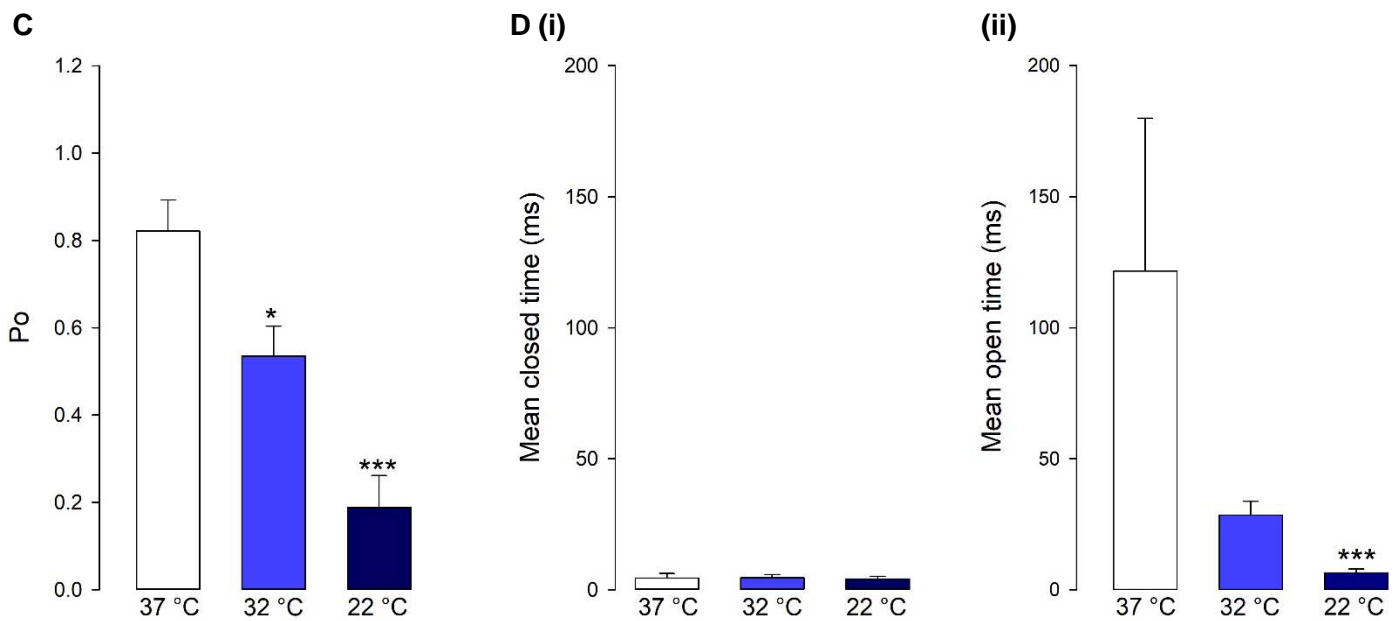 C
D (i)
(ii)
1.2
1.0
0.8
0.6
0.4
0.2
0.0
Po
*
***
37 °C
32 °C
22 °C
200
150
100
50
0
Mean closed time (ms)
37 °C
32 °C
22 °C
200
150
100
50
0
Mean open time (ms)
***
37 °C
32 °C
22 °C